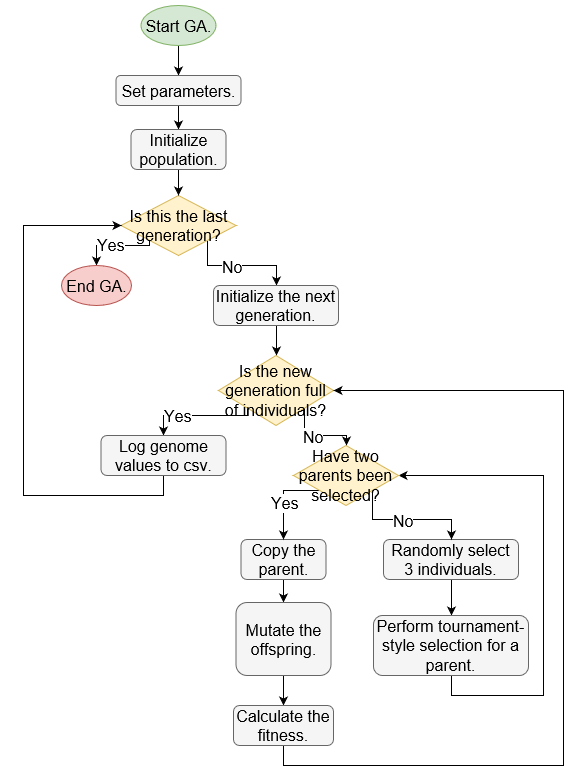 Start GA.
Set parameters.
Initialize
population.
Is this the last
generation?
Yes
End GA.
No
Initialize the next
generation.
Is the new
generation full
of individuals?
Yes
Log genome
values to csv.
No
Have two
parents been
selected?
Yes
No
Copy the
parent.
Randomly select
3 individuals.
Mutate the
offspring.
Perform tournament-
style selection for a
parent.
Calculate the
fitness.